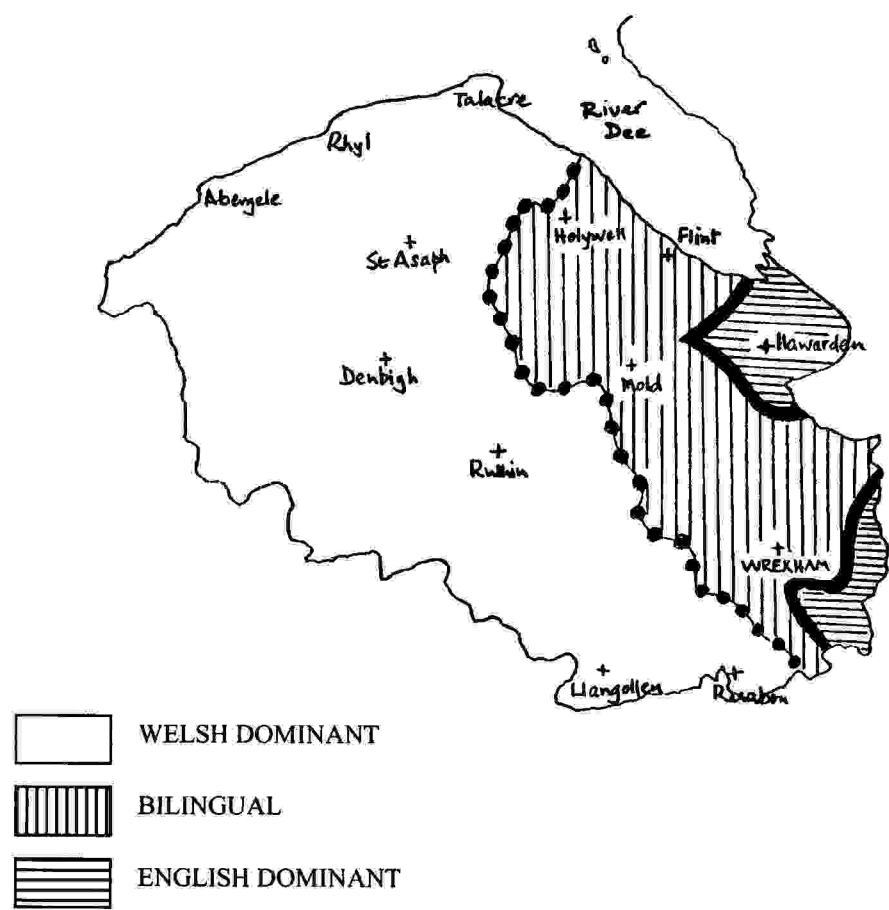 Talacre
River
Dee
Rhyl
Abergele
Holywell
Flint
St Asaph
Hawarden
Denbigh
Mold
Ruthin
WREXHAM
Llangollen
Ruabon
WELSH DOMINANT
BILINGUAL
ENGLISH DOMINANT